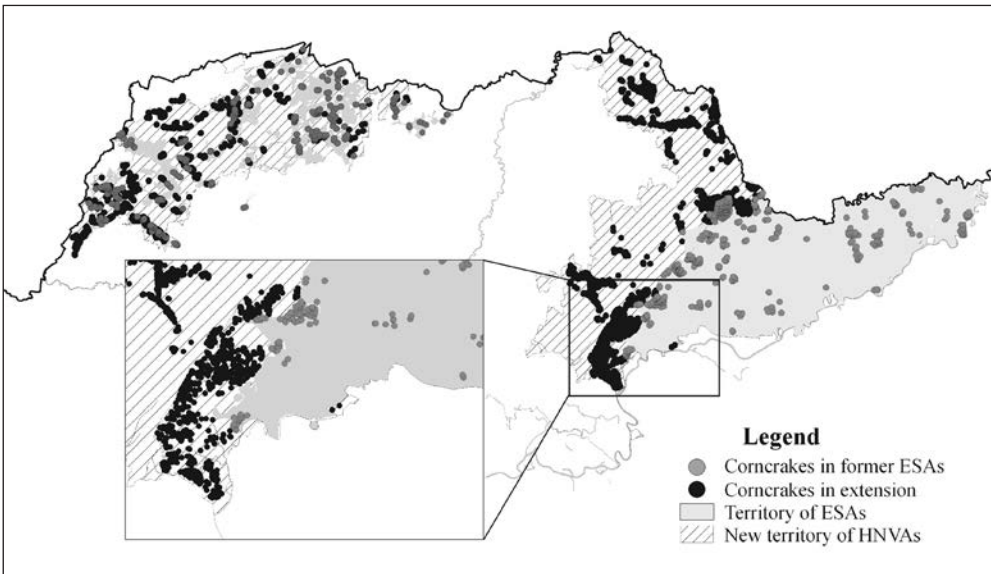 Legend
Corncrakes in former ESAs
Corncrakes in extension
Territory of ESAs
New territory of HNVAs